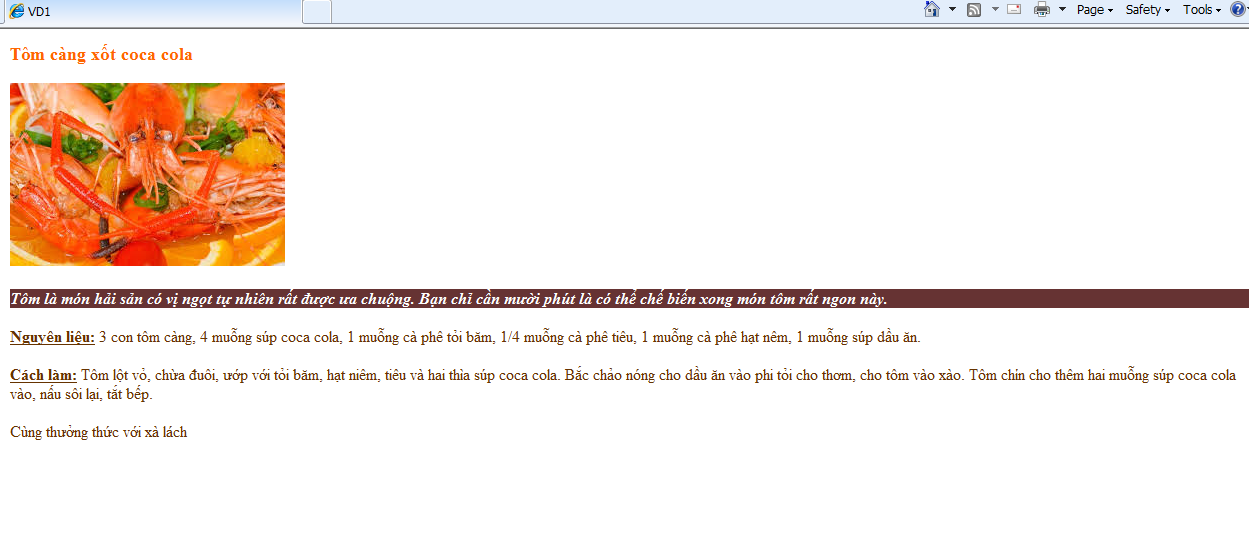 VD1
Page
Safety
Tools
Tôm càng xốt coca cola
Tôm là món hải sản có vị ngọt tự nhiên rất được ưa chuộng. Bạn chỉ cần mười phút là có thể chế biến xong món tôm rất ngon này.
Nguyên liệu: 3 con tôm càng, 4 muỗng súp coca cola, 1 muỗng cà phê tỏi băm, 1/4 muỗng cà phê tiêu, 1 muỗng cà phê hạt nêm, 1 muỗng súp dầu ăn.
Cách làm: Tôm lột vỏ, chừa đuôi, ướp với tỏi băm, hạt niêm, tiêu và hai thìa súp coca cola. Bắc chảo nóng cho dầu ăn vào phi tỏi cho thơm, cho tôm vào xào. Tôm chín cho thêm hai muỗng súp coca cola
vào, nấu sôi lại, tắt bếp.
Cùng thưởng thức với xà lách